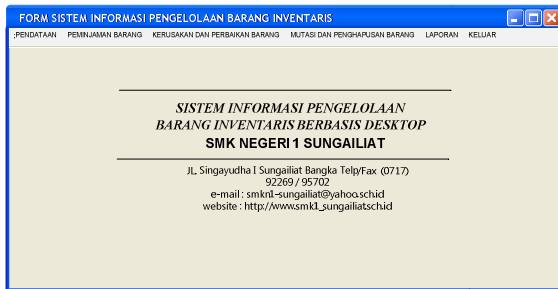 FORM SISTEM INFORMASI PENGELOLAAN BARANG INVENTARIS
:PENDATAAN PEMINJAMAN BARANG KERUSAKAN DAN PERBAIKAN BARANG MUTASI DAN PENGHAPUSAN BARANG LAPORAN KELUAR
SISTEM INFORMASI PENGELOLAAN
BARANG INVENTARIS BERBASIS DESKTOP
SMK NEGERI 1 SUNGAILIAT
JL. Singayudha I Sungailiat Bangka Telp/Fax (0717)
92269 / 95702
e-mail : smkn1-sungailiat@yahoo.sch.id
website : http://www.smk1_sungailiat.sch.id